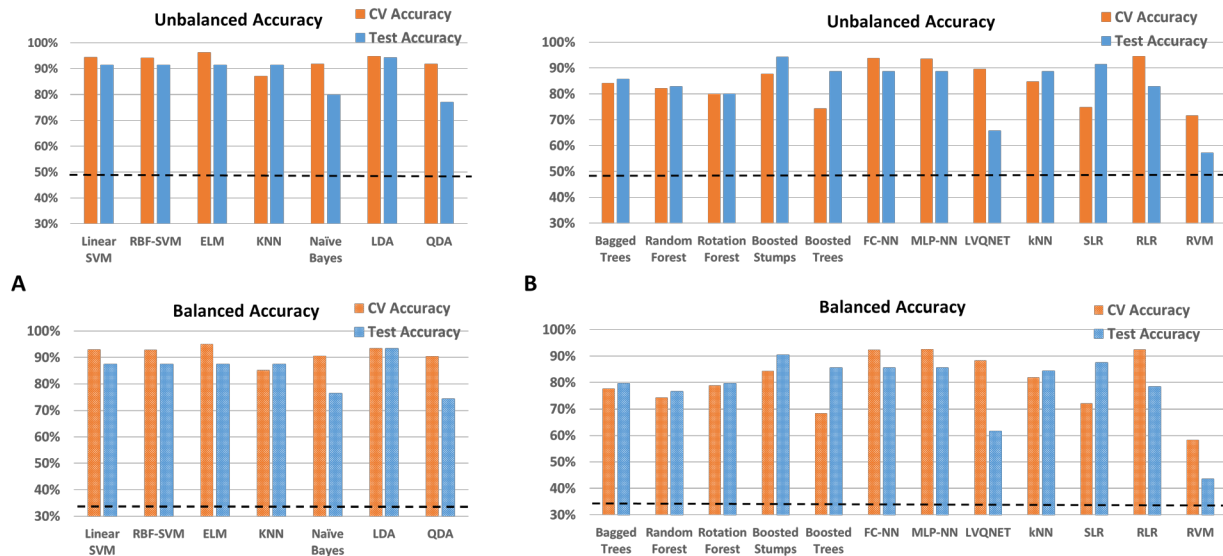 Unbalanced Accuracy
CV Accuracy
Test Accuracy
100%
90%
80%
70%
60%
50%
40%
30%
Linear SVM
RBF-SVM
ELM
KNN
Naïve Bayes
LDA
QDA
A
Balanced Accuracy
CV Accuracy
Test Accuracy
100%
90%
80%
70%
60%
50%
40%
30%
Linear SVM
RBF-SVM
ELM
KNN
Naïve Bayes
LDA
QDA
Unbalanced Accuracy
CV Accuracy
Test Accuracy
100%
90%
80%
70%
60%
50%
40%
30%
Bagged Trees
Random Forest
Rotation Forest
Boosted Stumps
Boosted Trees
FC-NN
MLP-NN
LVQNET
kNN
SLR
RLR
RVM
B
Balanced Accuracy
CV Accuracy
Test Accuracy
100%
90%
80%
70%
60%
50%
40%
30%
Bagged Trees
Random Forest
Rotation Forest
Boosted Stumps
Boosted Trees
FC-NN
MLP-NN
LVQNET
kNN
SLR
RLR
RVM